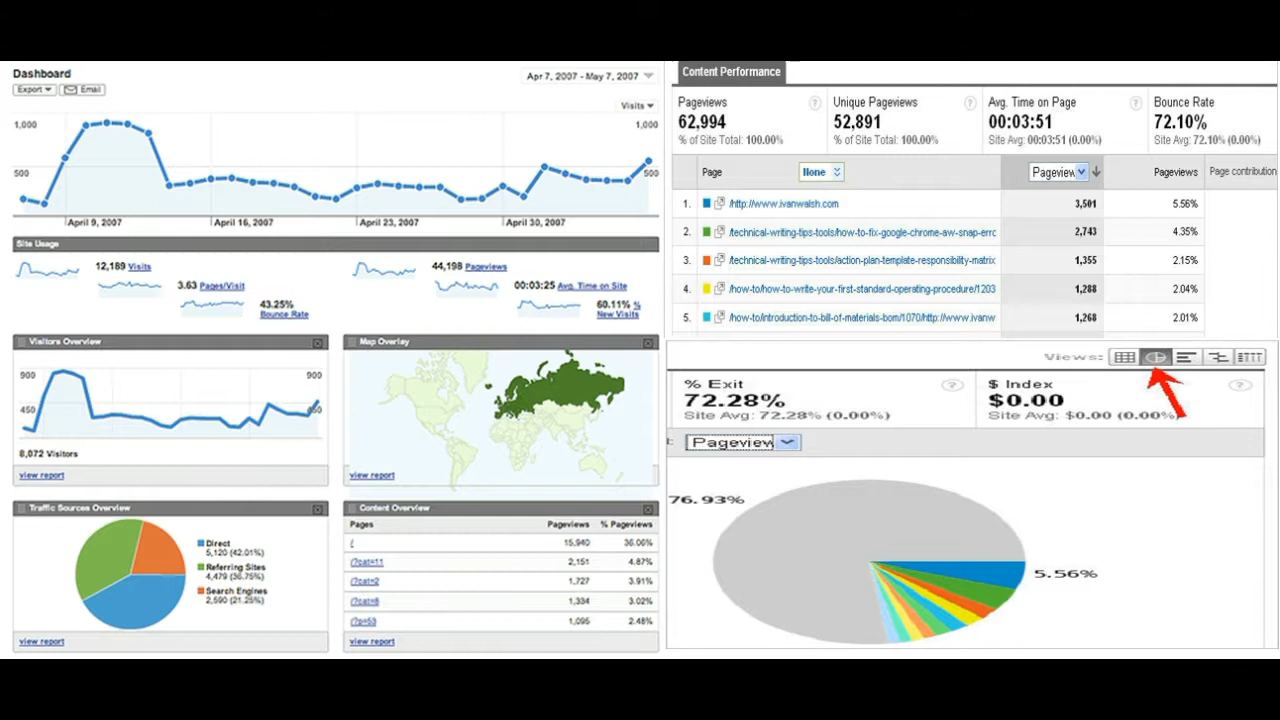 Dashboard
Apr 7, 2007 - May 7, 2007
Export
Email
Visits
1,000
1,000
500
500
April 9, 2007
April 16, 2007
April 23, 2007
April 30, 2007
Site Usage
12,189 Visits
3.63 Pages/Visit
43.25%
Bounce Rate
44,198 Pageviews
00:03:25 Avg. Time on Site
60.11% %
New Visits
Visitors Overview
900
900
450
450
8,072 Visitors
view report
Map Overlay
view report
Traffic Sources Overview
Direct
5,120 (42.01%)
Referring Sites
4,479 (36.75%)
Search Engines
2,590 (21.25%)
view report
Content Overview
Pages Pageviews % Pageviews
/ 15,940 36.06%
/?cat=11 2,151 4.87%
/?cat=2 1,727 3.91%
/?cat=6 1,334 3.02%
/?p=53 1,095 2.48%
view report
Content Performance
Pageviews
62,994
% of Site Total: 100.00%
Unique Pageviews
52,891
% of Site Total: 100.00%
Avg. Time on Page
00:03:51
Site Avg: 00:03:51 (0.00%)
Bounce Rate
72.10%
Site Avg: 72.10% (0.00%)
Page None Pageview Pageviews Page contribution
1. /http://www.ivanwalsh.com 3,501 5.56%
2. /technical-writing-tips-tools/how-to-fix-google-chrome-aw-snap-erro 2,743 4.35%
3. /technical-writing-tips-tools/action-plan-template-responsibility-matrix 1,355 2.15%
4. /how-to/how-to-write-your-first-standard-operating-procedure/1203 1,288 2.04%
5. /how-to/introduction-to-bill-of-materials-bom/1070/http://www.ivanw 1,268 2.01%
Views:
% Exit
72.28%
Site Avg: 72.28% (0.00%)
$ Index
$0.00
Site Avg: $0.00 (0.00%)
Pageview
76.93%
5.56%